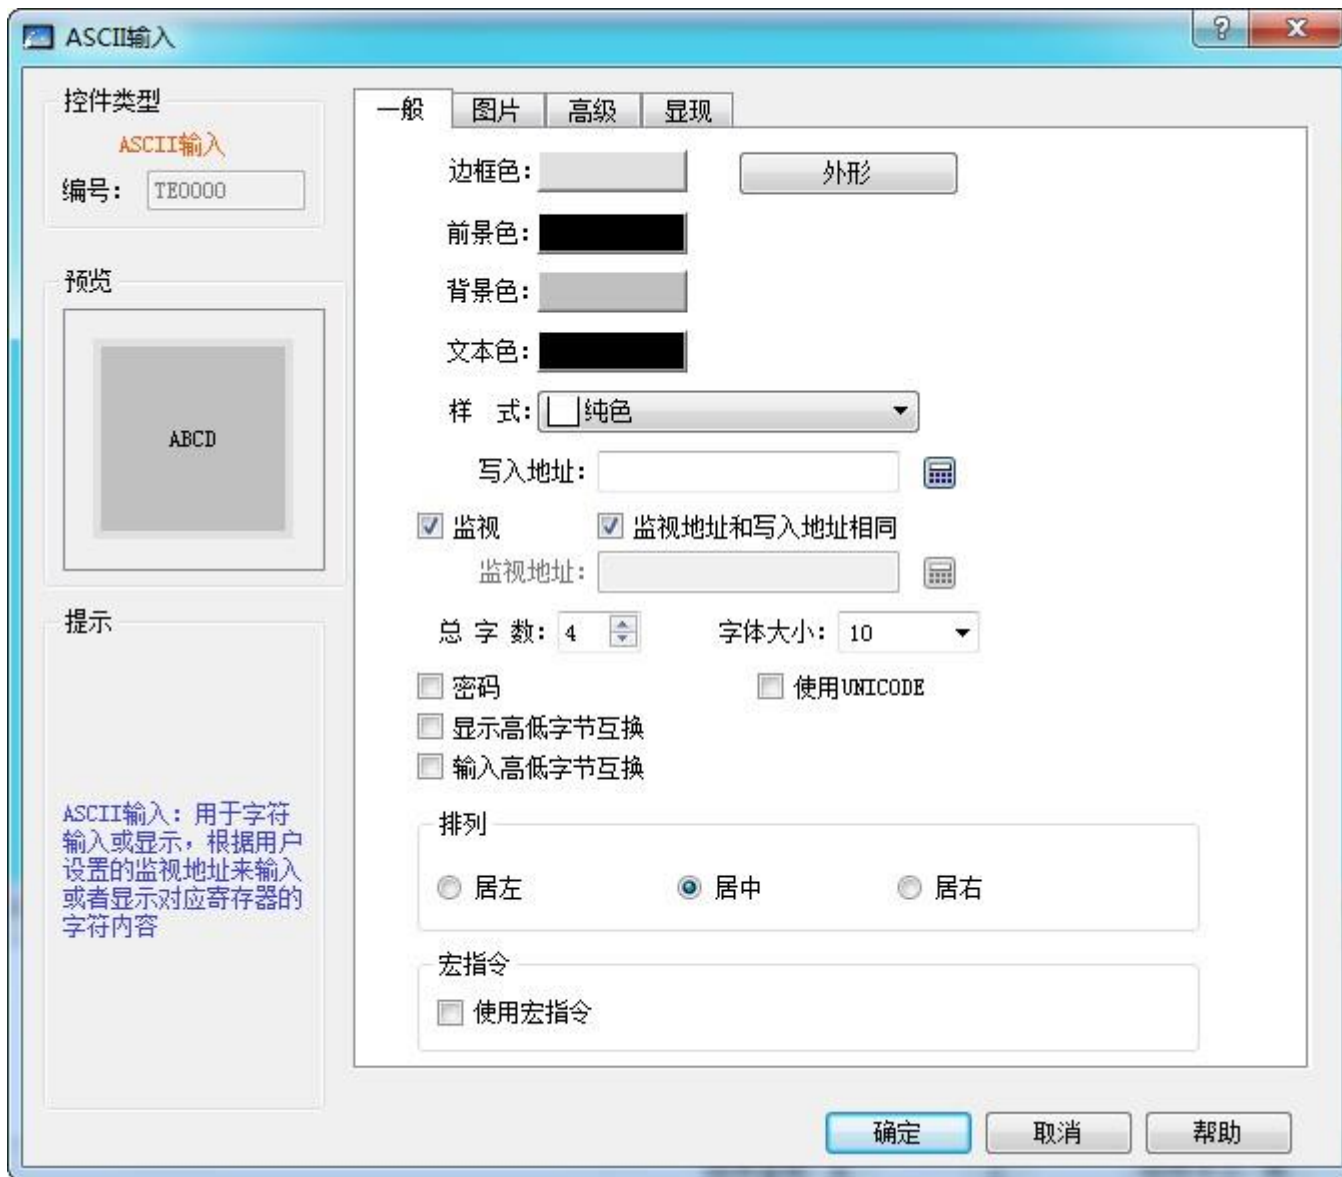 ASCII输入
控件类型
ASCII输入
编号: TE0000
预览
ABCD
提示
ASCII输入: 用于字符
输入或显示, 根据用户
设置的监视地址来输入
或者显示对应寄存器的
字符内容
一般 图片 高级 显现
边框色: 外形
前景色:
背景色:
文本色:
样 式: 纯色
写入地址:
监视 监视地址和写入地址相同
监视地址:
总 字 数: 4 字体大小: 10
密码 使用UNICODE
显示高低字节互换
输入高低字节互换
排列
居左 居中 居右
宏指令
使用宏指令
确定 取消 帮助